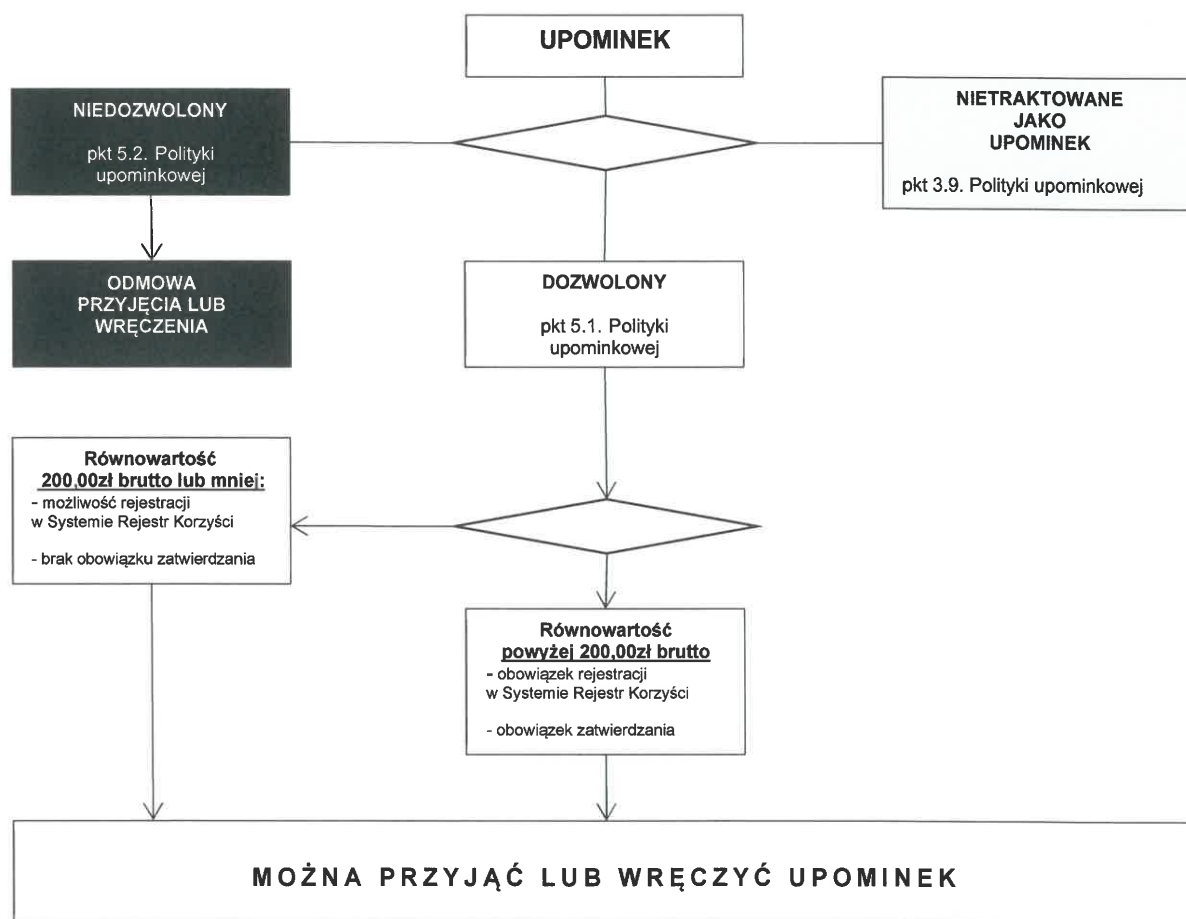 UPOMINEK
NIEDOZWOLONY
pkt 5.2. Polityki
upominkowej
NIETRAKTOWANE
JAKO
UPOMINEK
pkt 3.9. Polityki upominkowej
ODMOWA
PRZYJĘCIA LUB
WRĘCZENIA
DOZWOLONY
pkt 5.1. Polityki
upominkowej
Równowartość
200,00zł brutto lub mniej:
- możliwość rejestracji
w Systemie Rejestr Korzyści
- brak obowiązku zatwierdzania
Równowartość
powyżej 200,00zł brutto
- obowiązek rejestracji
w Systemie Rejestr Korzyści
- obowiązek zatwierdzania
MOŻNA PRZYJĄĆ LUB WRĘCZYĆ UPOMINEK